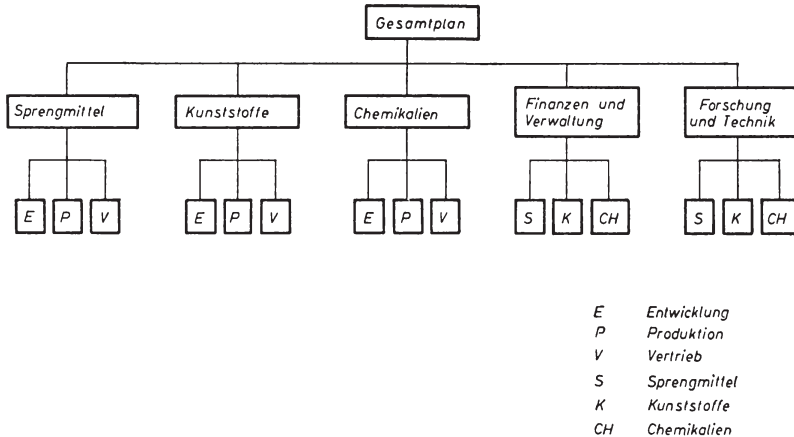 Gesamtplan
Sprengmittel
Kunststoffe
Chemikalien
Finanzen und
Verwaltung
Forschung
und Technik
E P V
E P V
E P V
S K CH
S K CH
E Entwicklung
P Produktion
V Vertrieb
S Sprengmittel
K Kunststoffe
CH Chemikalien